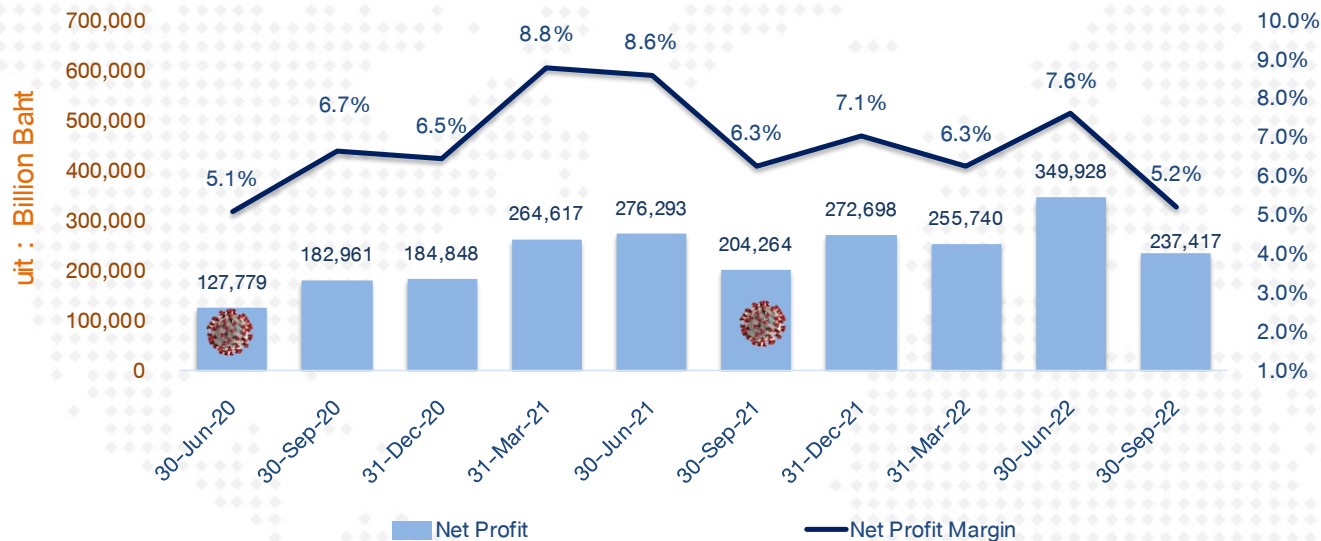 uit : Billion Baht
700,000
600,000
500,000
400,000
300,000
200,000
100,000
0
10.0%
9.0%
8.0%
7.0%
6.0%
5.0%
4.0%
3.0%
2.0%
1.0%
5.1%
6.7%
6.5%
8.8%
8.6%
6.3%
7.1%
6.3%
7.6%
5.2%
127,779
182,961
184,848
264,617
276,293
204,264
272,698
255,740
349,928
237,417
30-Jun-20
30-Sep-20
31-Dec-20
31-Mar-21
30-Jun-21
30-Sep-21
31-Dec-21
31-Mar-22
30-Jun-22
30-Sep-22
Net Profit
Net Profit Margin